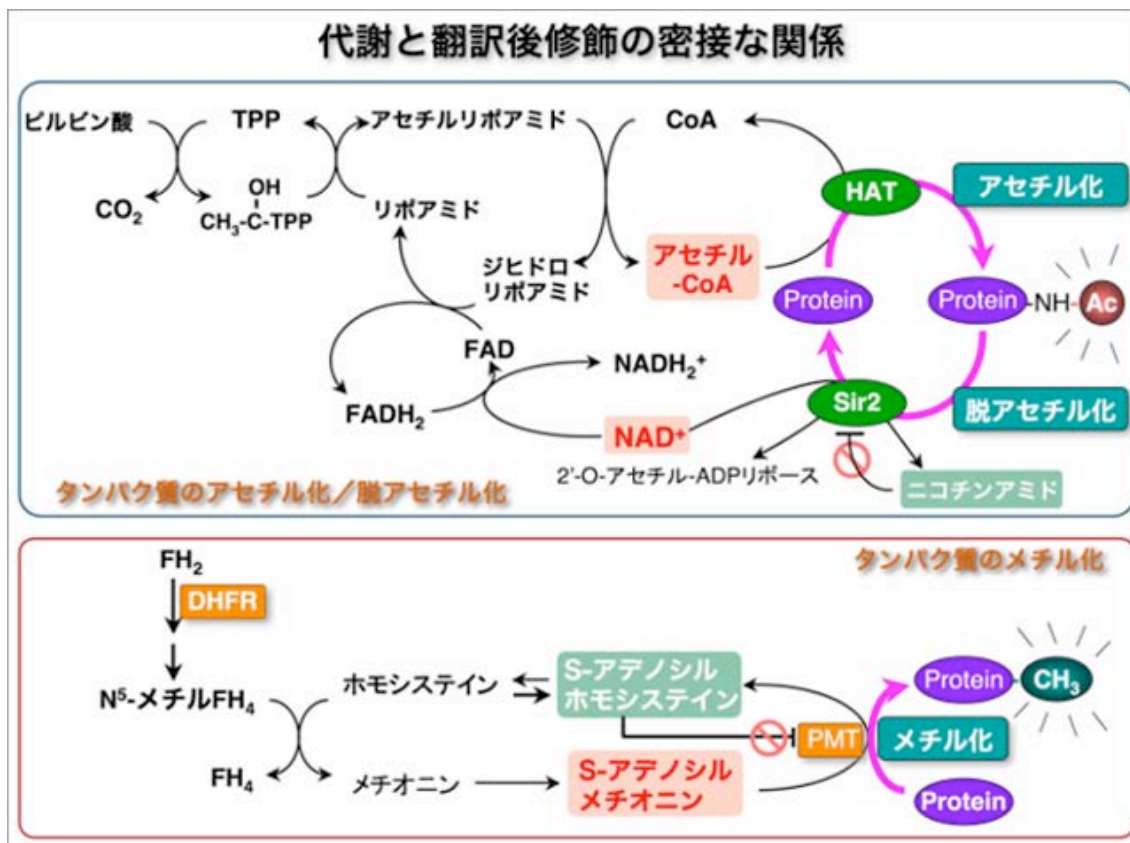 代謝と翻訳後修飾の密接な関係
ピルビン酸
TPP
アセチルリポアミド
CoA
HAT
アセチル化
CO₂
OH
CH₃-C-TPP
リポアミド
ジヒドロ
リポアミド
アセチル
-CoA
Protein
Protein
-NH-
Ac
FAD
NADH₂⁺
FADH₂
NAD⁺
Sir2
脱アセチル化
2'-O-アセチル-ADPリボース
ニコチンアミド
タンパク質のアセチル化／脱アセチル化
タンパク質のメチル化
FH₂
DHFR
N⁵-メチルFH₄
ホモシステイン
S-アデノシル
ホモシステイン
Protein
CH₃
PMT
メチル化
FH₄
メチオニン
S-アデノシル
メチオニン
Protein